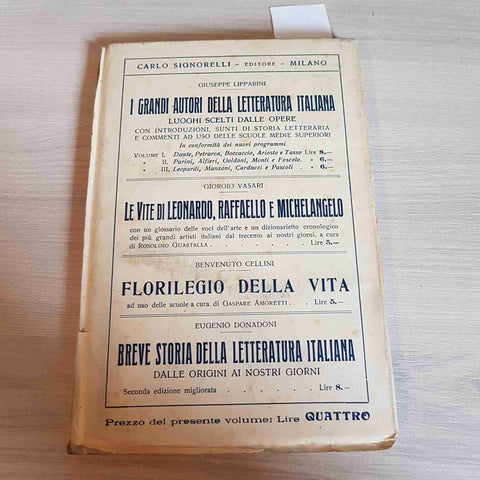 CARLO SIGNORELLI - EDITORE - MILANO
GIUSEPPE LIPPARINI
I GRANDI AUTORI DELLA LETTERATURA ITALIANA
LUOGHI SCELTI DALLE OPERE
CON INTRODUZIONI, SUNTI DI STORIA LETTERARIA
E COMMENTI AD USO DELLE SCUOLE MEDIE SUPERIORI
In conformità dei nuovi programmi
VOLUME I. Dante, Petrarca, Boccaccio, Ariosto e Tasso Lire 8.—
» II. Parini, Alfieri, Goldoni, Monti e Foscolo. » 6.—
» III. Leopardi, Manzoni, Carducci e Pascoli . » 6.—
GIORGIO VASARI
LE VITE DI LEONARDO, RAFFAELLO E MICHELANGELO
con un glossario delle voci dell'arte e un dizionarietto cronologico
dei più grandi artisti italiani dal trecento ai nostri giorni, a cura
di ROSOLINO GUASTALLA . . . . . . . Lire 5.—
BENVENUTO CELLINI
FLORILEGIO DELLA VITA
ad uso delle scuole a cura di GASPARE AMORETTI . Lire 5.—
EUGENIO DONADONI
BREVE STORIA DELLA LETTERATURA ITALIANA
DALLE ORIGINI AI NOSTRI GIORNI
Seconda edizione migliorata . . . . . Lire 8.—
Prezzo del presente volume: Lire QUATTRO